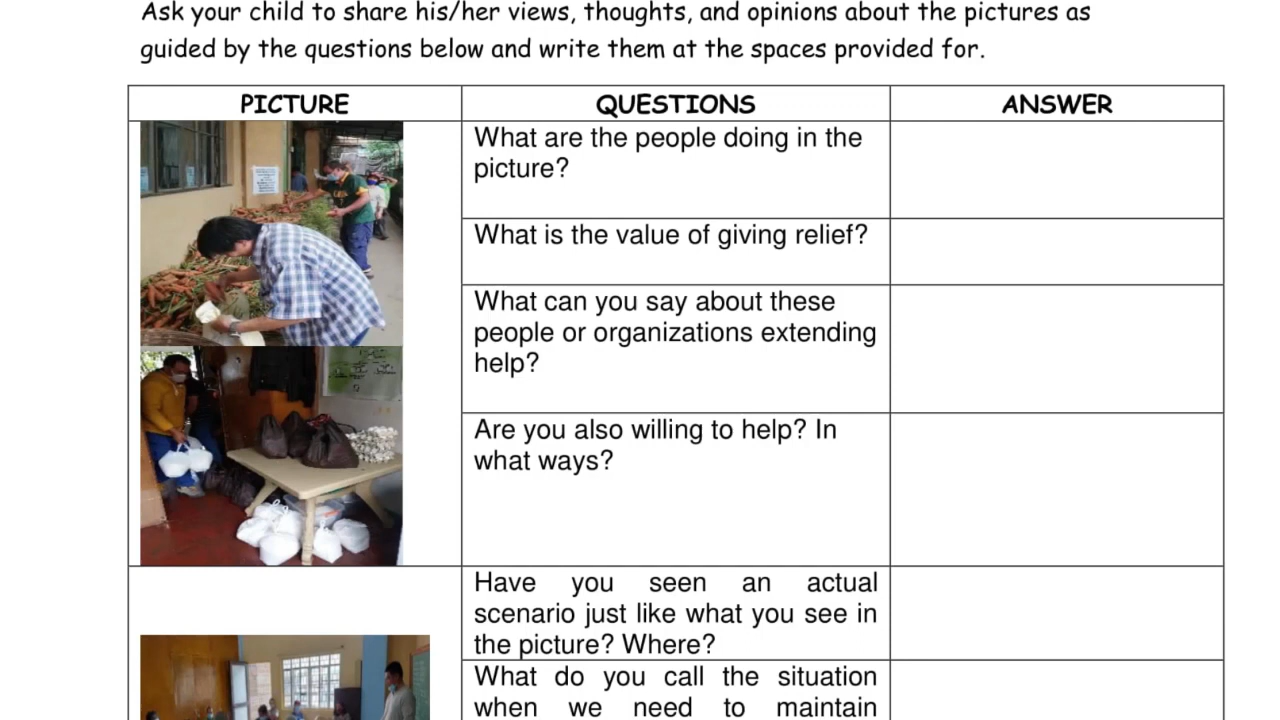 Ask your child to share his/her views, thoughts, and opinions about the pictures as
guided by the questions below and write them at the spaces provided for.
PICTURE
QUESTIONS
ANSWER
What are the people doing in the
picture?
What is the value of giving relief?
What can you say about these
people or organizations extending
help?
Are you also willing to help? In
what ways?
Have you seen an actual
scenario just like what you see in
the picture? Where?
What do you call the situation
when we need to maintain